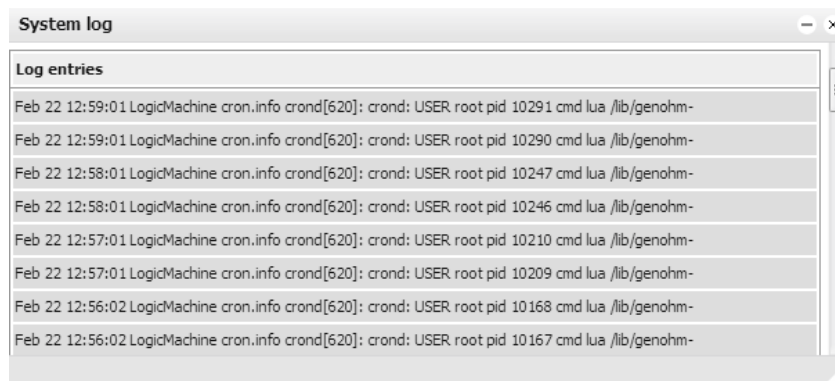 System log
Log entries
Feb 22 12:59:01 LogicMachine cron.info crond[620]: crond: USER root pid 10291 cmd lua /lib/genohm-
Feb 22 12:59:01 LogicMachine cron.info crond[620]: crond: USER root pid 10290 cmd lua /lib/genohm-
Feb 22 12:58:01 LogicMachine cron.info crond[620]: crond: USER root pid 10247 cmd lua /lib/genohm-
Feb 22 12:58:01 LogicMachine cron.info crond[620]: crond: USER root pid 10246 cmd lua /lib/genohm-
Feb 22 12:57:01 LogicMachine cron.info crond[620]: crond: USER root pid 10210 cmd lua /lib/genohm-
Feb 22 12:57:01 LogicMachine cron.info crond[620]: crond: USER root pid 10209 cmd lua /lib/genohm-
Feb 22 12:56:02 LogicMachine cron.info crond[620]: crond: USER root pid 10168 cmd lua /lib/genohm-
Feb 22 12:56:02 LogicMachine cron.info crond[620]: crond: USER root pid 10167 cmd lua /lib/genohm-